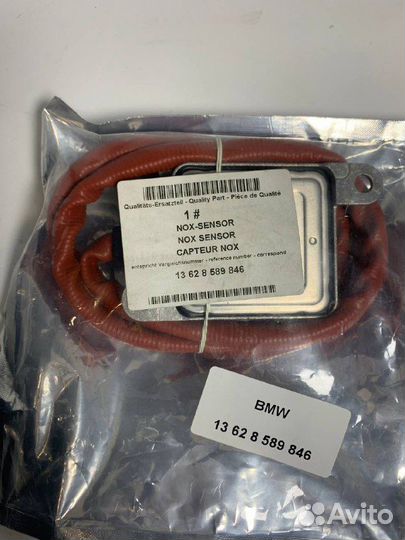 Qualitäts-Ersatzteil - Quality Part - Pièce de Qualité
1 #
NOX-SENSOR
NOX SENSOR
CAPTEUR NOX
entspricht Vergleichsnummer - reference number - correspond
13 62 8 589 846
BMW
13 62 8 589 846
Avito